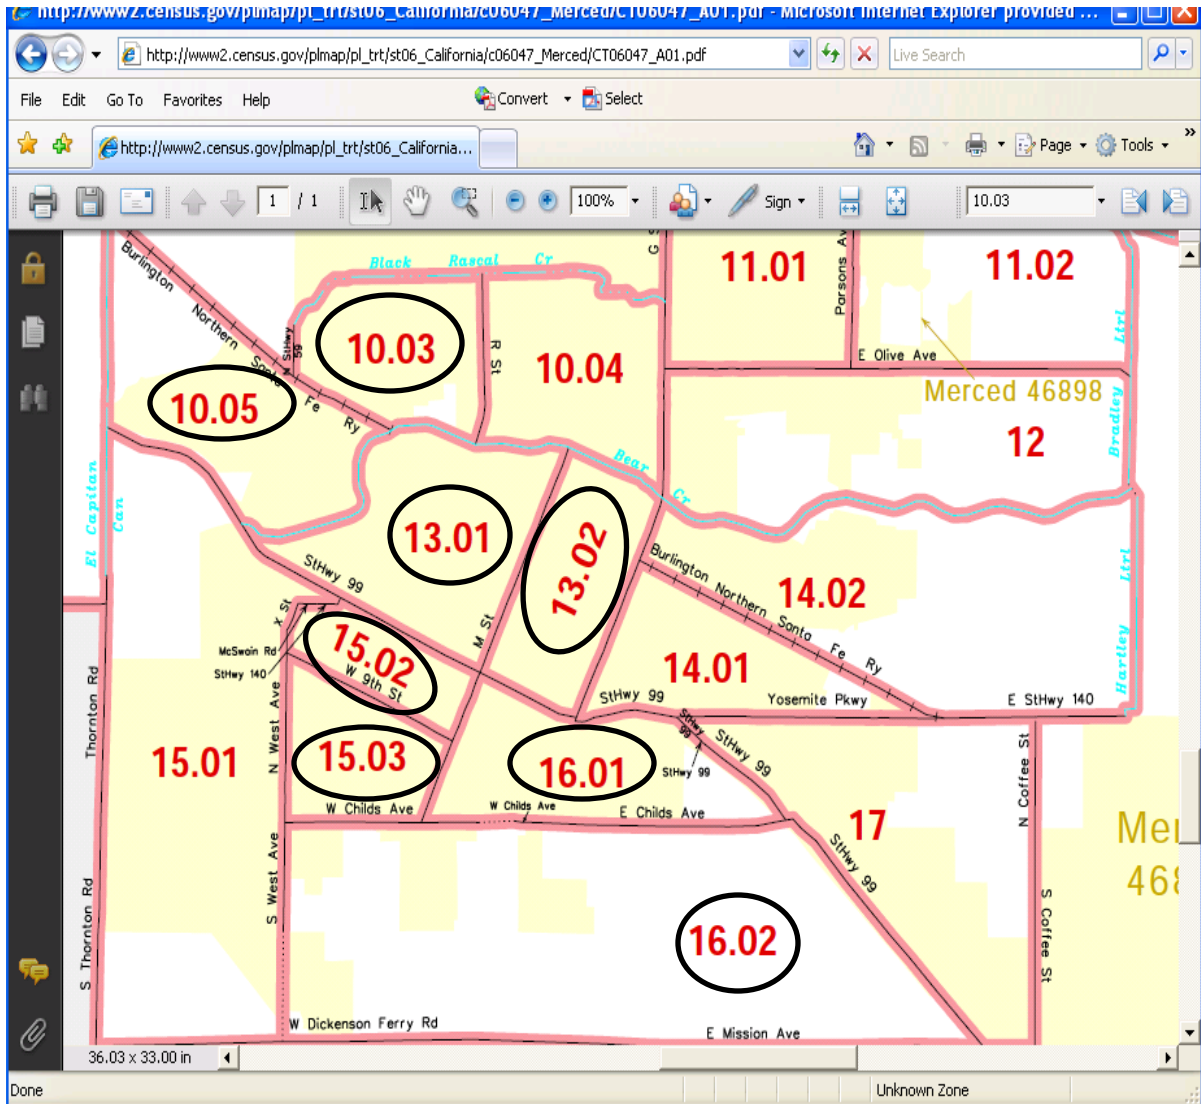 http://www2.census.gov/plmap/pl_trt/st06_California/c06047_Merced/CT06047_A01.pdf - Microsoft Internet Explorer provided ...
http://www2.census.gov/plmap/pl_trt/st06_California/c06047_Merced/CT06047_A01.pdf
Live Search
File Edit Go To Favorites Help
Convert Select
http://www2.census.gov/plmap/pl_trt/st06_California...
Page Tools »
1 / 1
100%
Sign
10.03
Burlington Northern Santa Fe Ry
Black Rascal Cr
G S
11.01
Parsons Av
11.02
N StHwy 59
10.03
R St
10.04
E Olive Ave
Ltrl
Merced 46898
10.05
12
Bradley
El Capitan Can
Bear Cr
13.01
13.02
StHwy 99
M St
Burlington Northern Santa Fe Ry
14.02
Hartley Ltrl
X St
McSwain Rd
StHwy 140
15.02
W 9th St
14.01
StHwy 99
Yosemite Pkwy
E StHwy 140
Thornton Rd
15.01
N West Ave
15.03
16.01
StHwy 99
StHwy 99
StHwy 99
N Coffee St
W Childs Ave
W Childs Ave
E Childs Ave
17
Mer
468
S Thornton Rd
S West Ave
StHwy 99
S Coffee St
16.02
W Dickenson Ferry Rd
E Mission Ave
36.03 x 33.00 in
Done
Unknown Zone